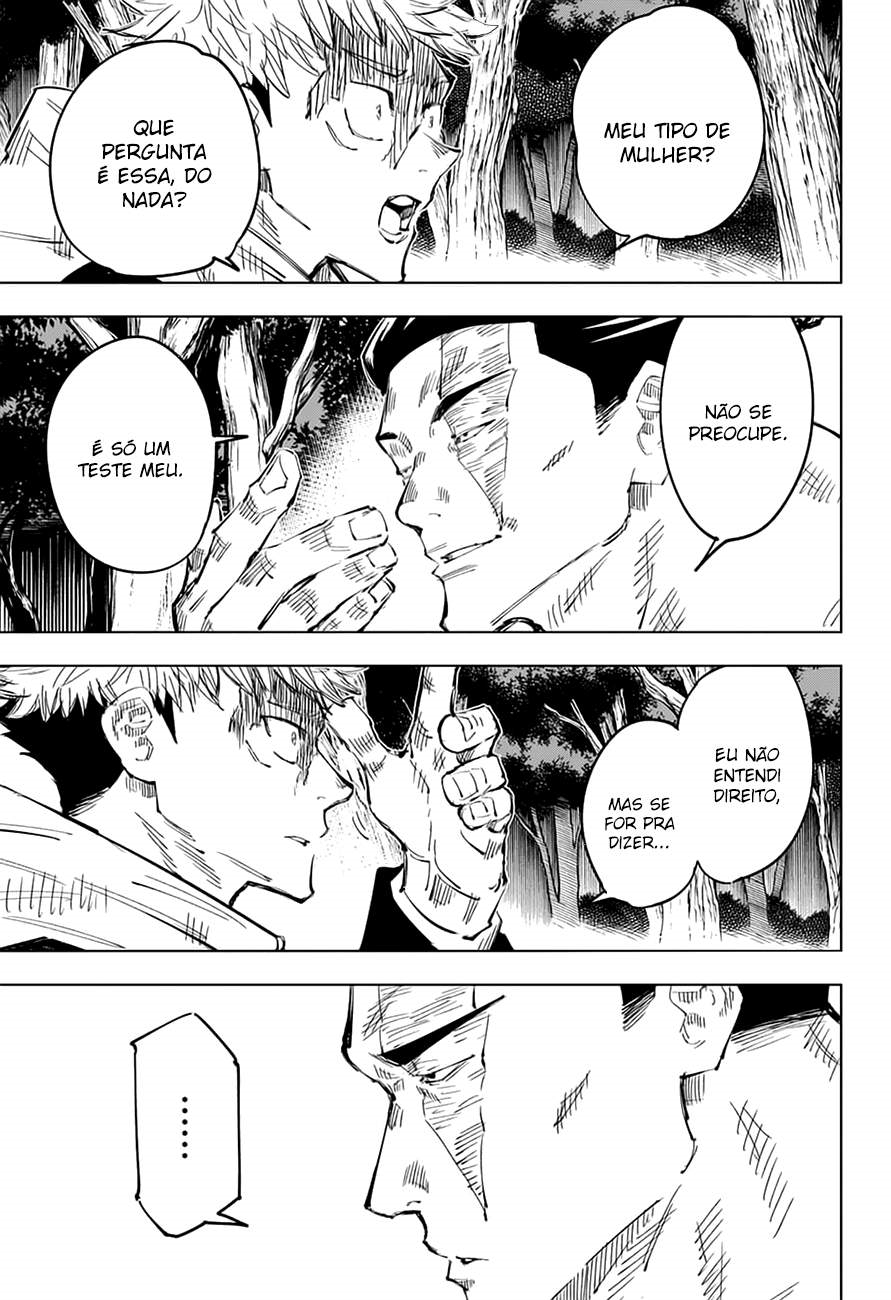 MEU TIPO DE
MULHER?
QUE
PERGUNTA
É ESSA, DO
NADA?
NÃO SE
PREOCUPE.
É SÓ UM
TESTE MEU.
EU NÃO
ENTENDI
DIREITO,
MAS SE
FOR PRA
DIZER...
......